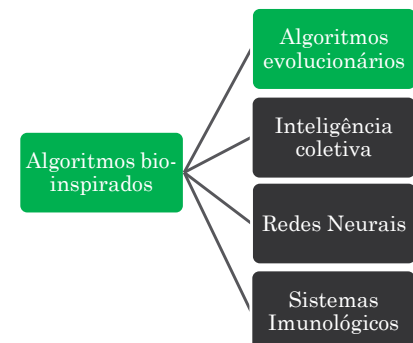 Algoritmos
evolucionários
Inteligência
coletiva
Algoritmos bio-
inspirados
Redes Neurais
Sistemas
Imunológicos